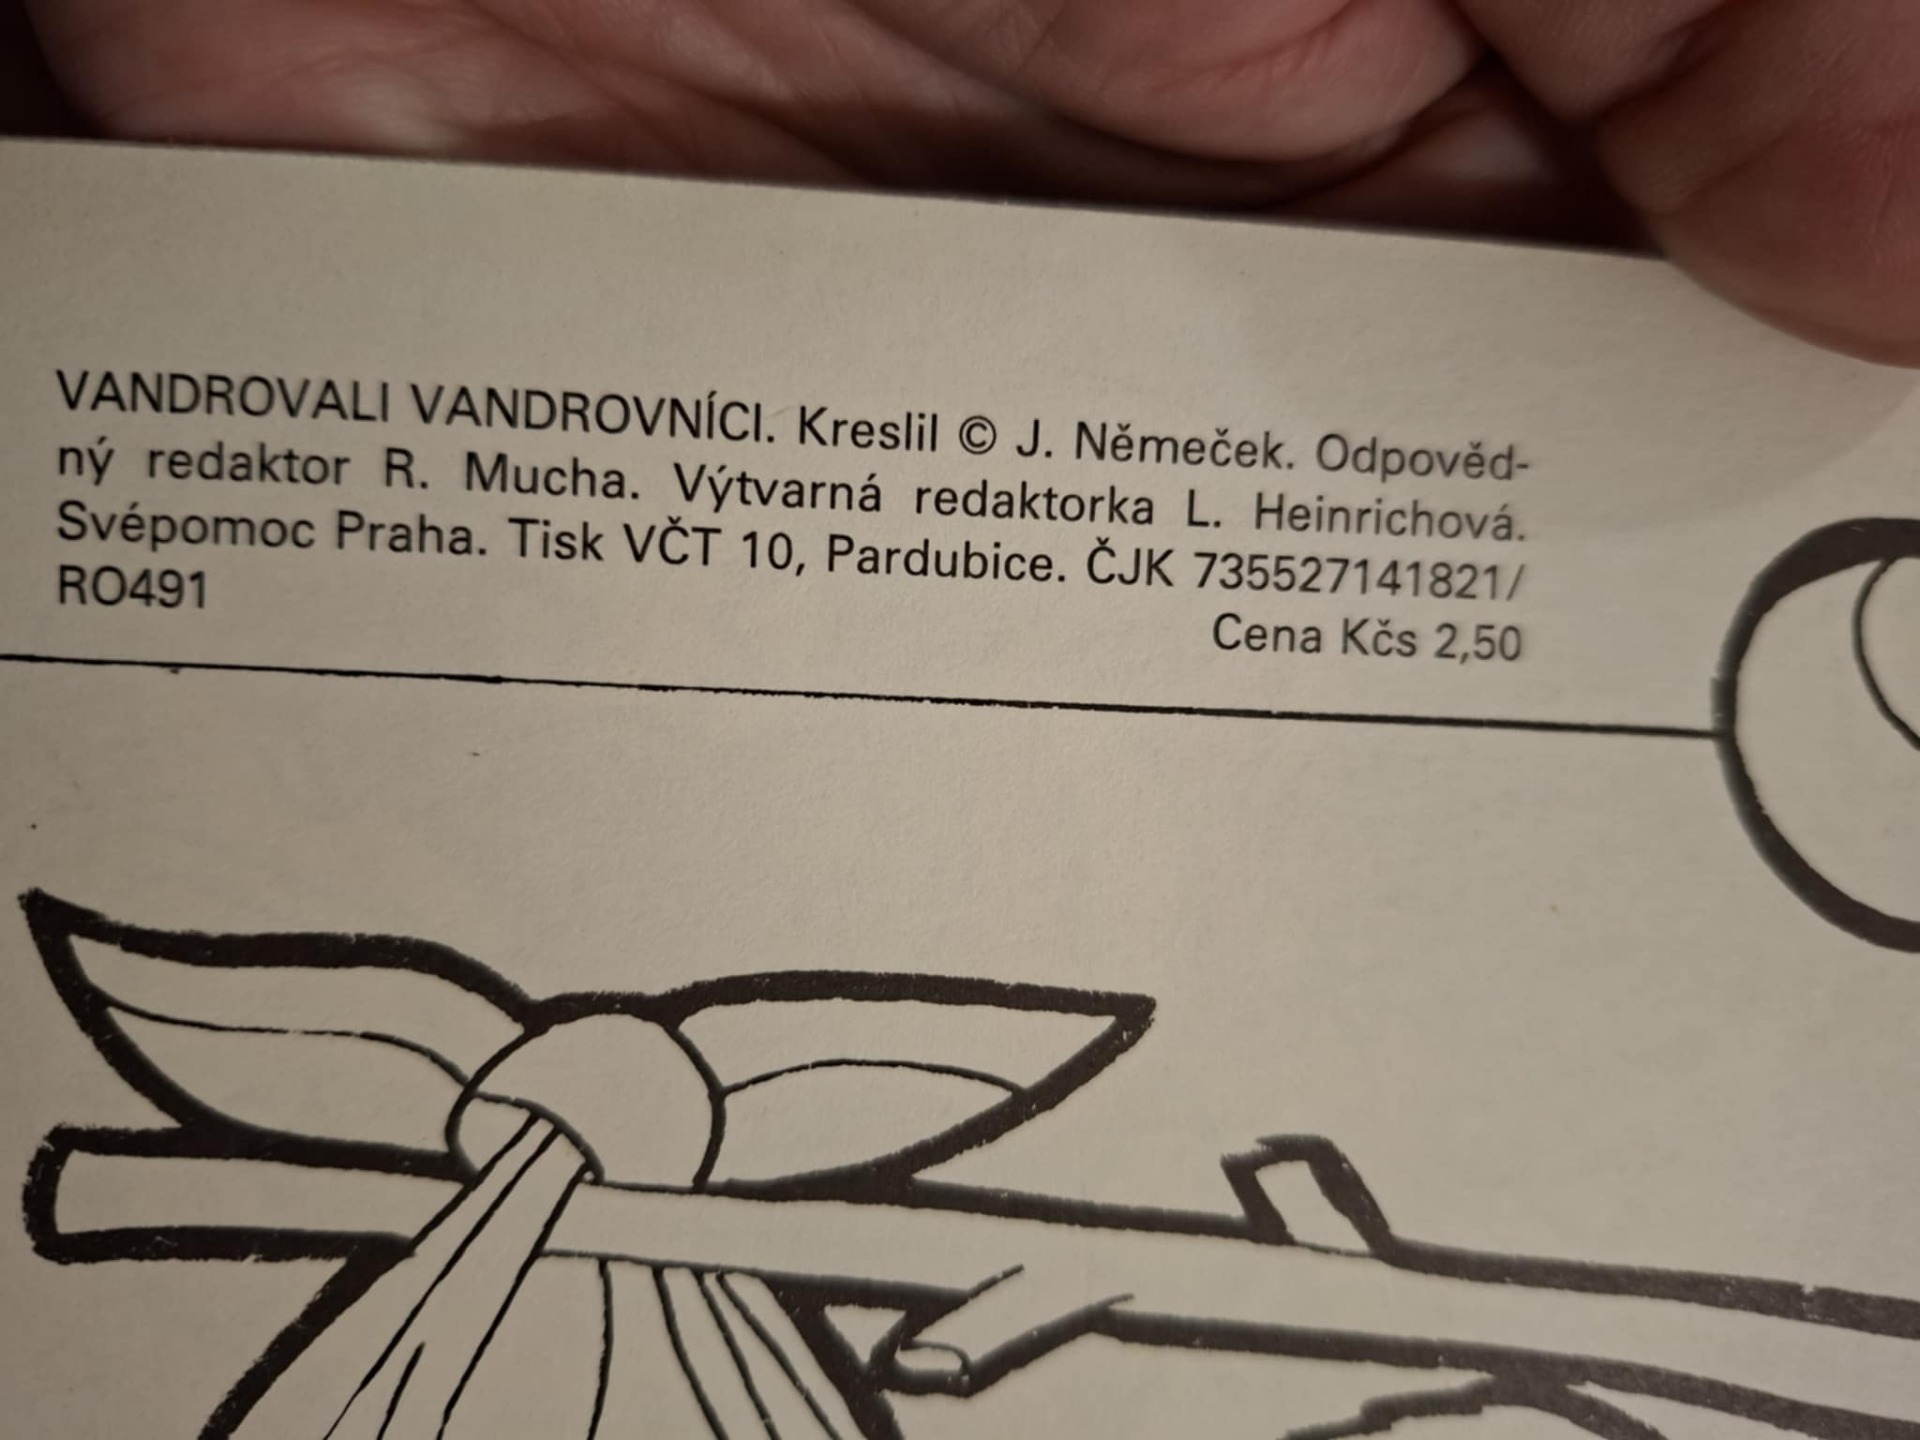 VANDROVALI VANDROVNÍCI. Kreslil © J. Němeček. Odpověd-
ný redaktor R. Mucha. Výtvarná redaktorka L. Heinrichová.
Svépomoc Praha. Tisk VČT 10, Pardubice. ČJK 735527141821/
RO491
Cena Kčs 2,50